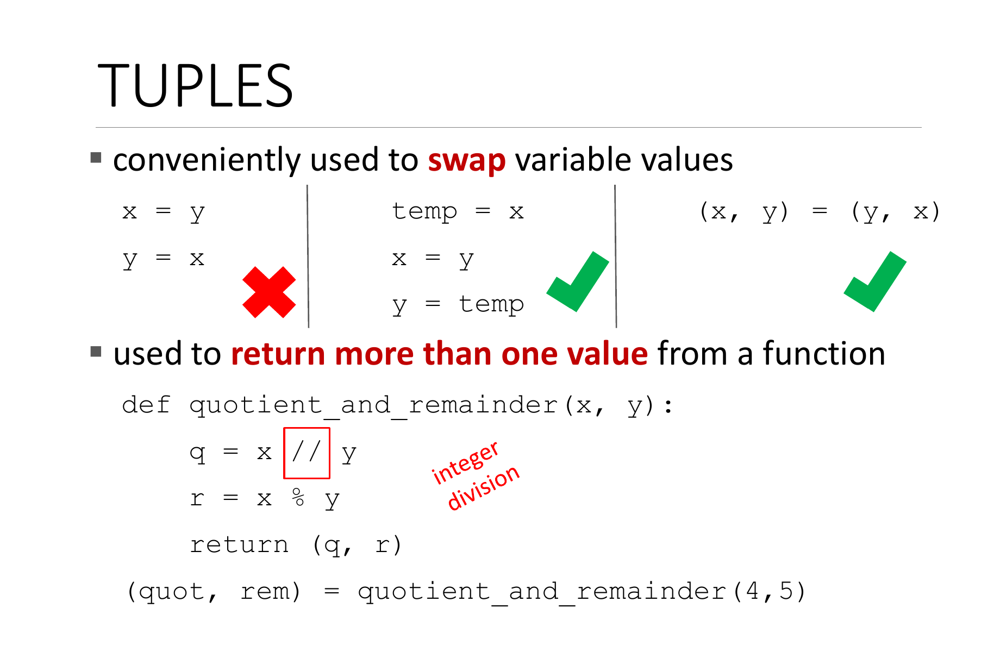 TUPLES
▪ conveniently used to swap variable values
x = y
y = x
temp = x
x = y
y = temp
(x, y) = (y, x)
▪ used to return more than one value from a function
def quotient_and_remainder(x, y):
q = x // y
r = x % y
return (q, r)
integer
division
(quot, rem) = quotient_and_remainder(4,5)